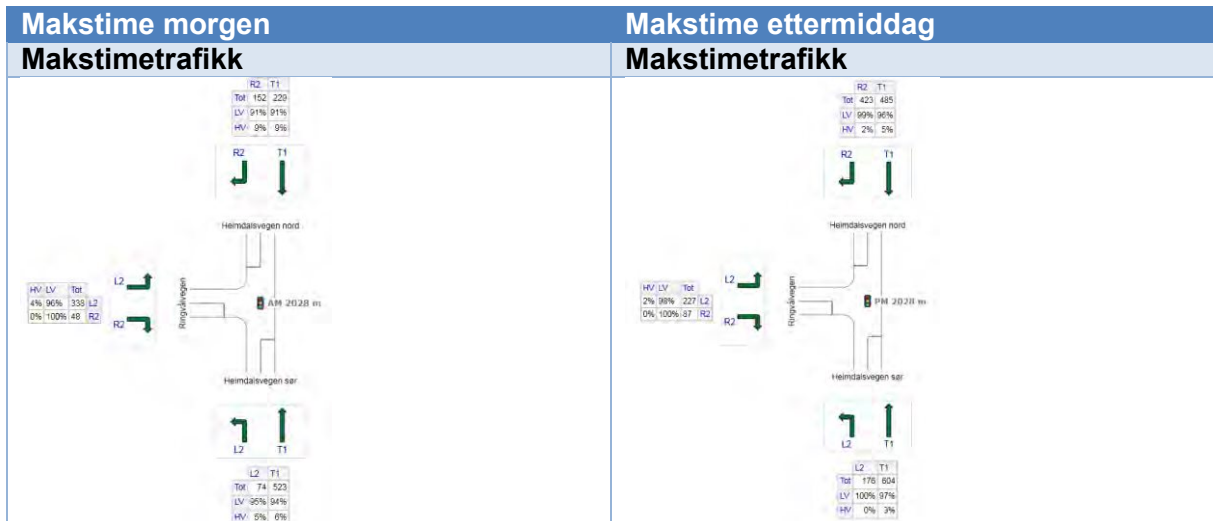 Makstime morgen
Makstimetrafikk
R2 T1
Tot 152 229
LV 91% 91%
HV 9% 9%
R2 T1
Heimdalsvegen nord
L2
HV LV Tot
4% 96% 338 L2
0% 100% 48 R2
R2
Ringvålvegen
AM 2028 m
Heimdalsvegen sør
L2 T1
L2 T1
Tot 74 523
LV 95% 94%
HV 5% 6%
Makstime ettermiddag
Makstimetrafikk
R2 T1
Tot 423 485
LV 99% 96%
HV 2% 5%
R2 T1
Heimdalsvegen nord
L2
HV LV Tot
2% 98% 227 L2
0% 100% 87 R2
R2
Ringvålvegen
PM 2028 m
Heimdalsvegen sør
L2 T1
L2 T1
Tot 176 604
LV 100% 97%
HV 0% 3%